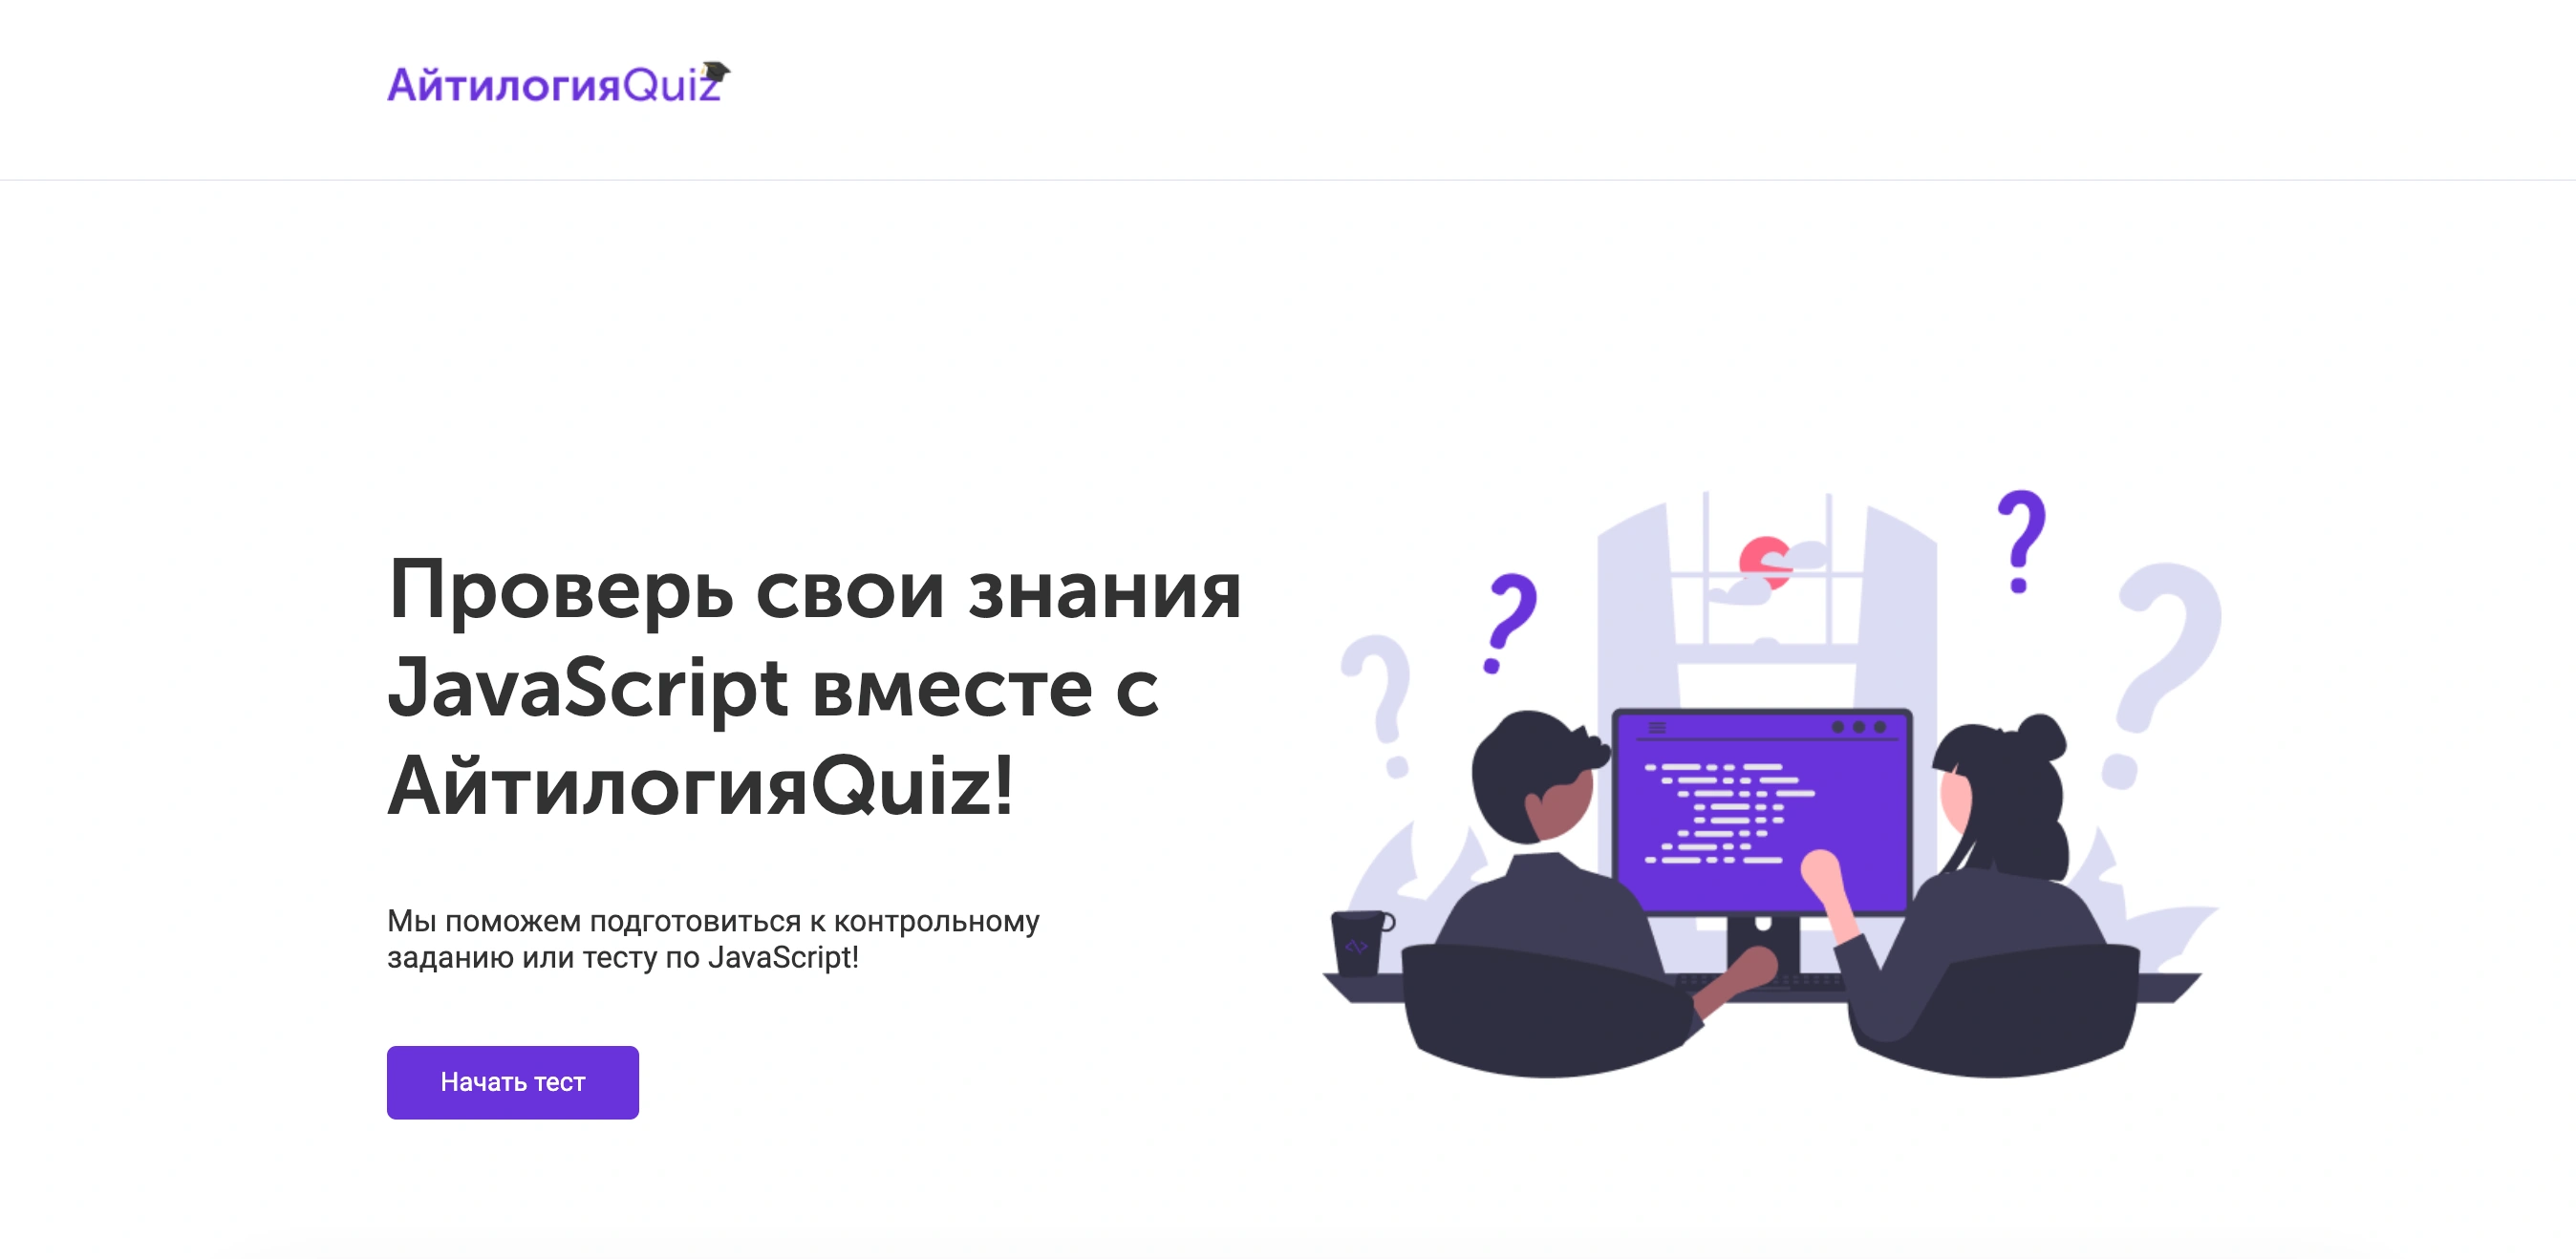 АйтилогияQuiz
Проверь свои знания
JavaScript вместе с
АйтилогияQuiz!
Мы поможем подготовиться к контрольному
заданию или тесту по JavaScript!
Начать тест